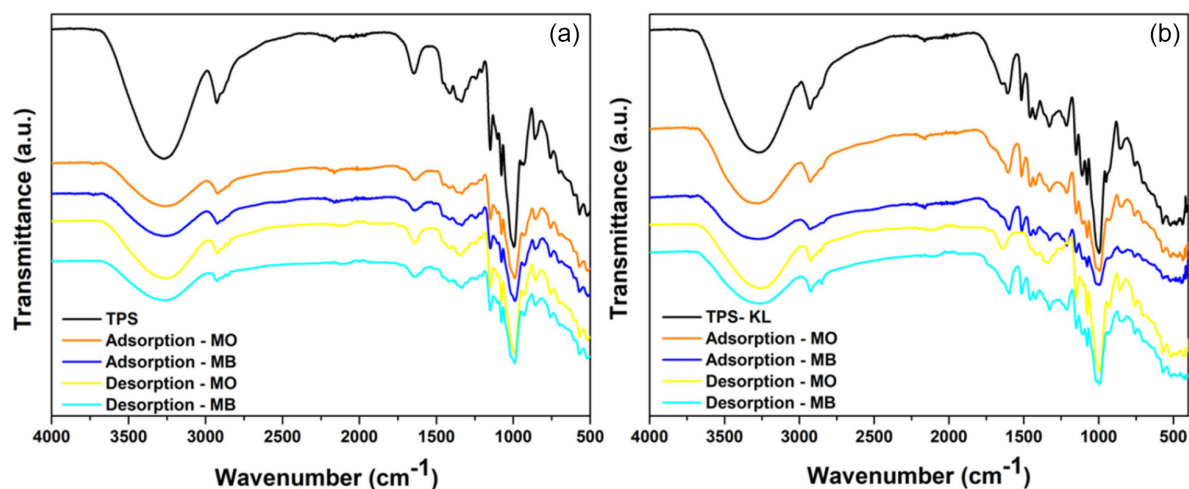 (a)
Transmittance (a.u.)
TPS
Adsorption - MO
Adsorption - MB
Desorption - MO
Desorption - MB
4000 3500 3000 2500 2000 1500 1000 500
Wavenumber (cm-1)
(b)
Transmittance (a.u.)
TPS- KL
Adsorption - MO
Adsorption - MB
Desorption - MO
Desorption - MB
4000 3500 3000 2500 2000 1500 1000 500
Wavenumber (cm-1)